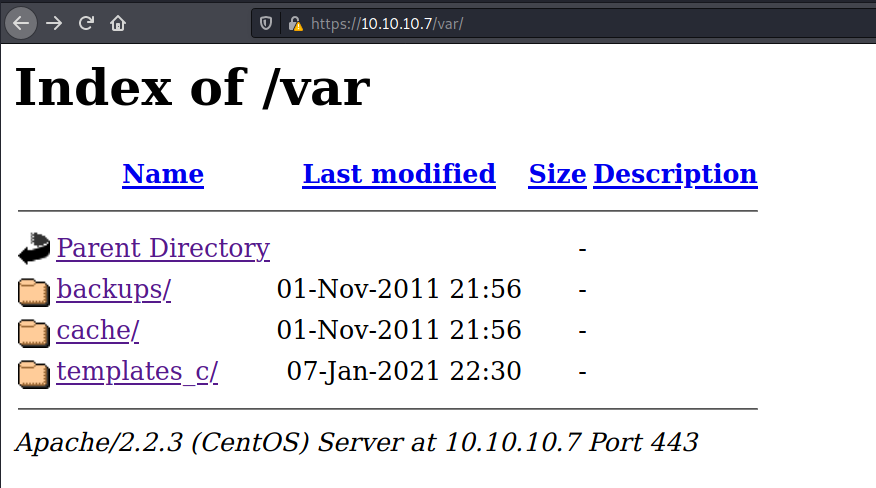 https://10.10.10.7/var/
Index of /var
Name Last modified Size Description
Parent Directory -
backups/ 01-Nov-2011 21:56 -
cache/ 01-Nov-2011 21:56 -
templates_c/ 07-Jan-2021 22:30 -
Apache/2.2.3 (CentOS) Server at 10.10.10.7 Port 443